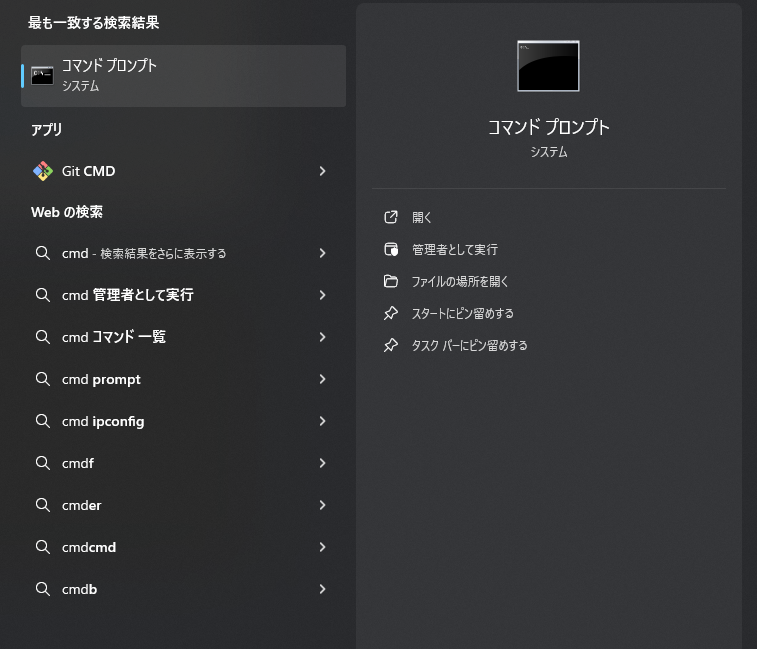 最も一致する検索結果
コマンド プロンプト
システム
アプリ
Git CMD
Web の検索
cmd - 検索結果をさらに表示する
cmd 管理者として実行
cmd コマンド 一覧
cmd prompt
cmd ipconfig
cmdf
cmder
cmdcmd
cmdb
コマンド プロンプト
システム
開く
管理者として実行
ファイルの場所を開く
スタートにピン留めする
タスク バーにピン留めする